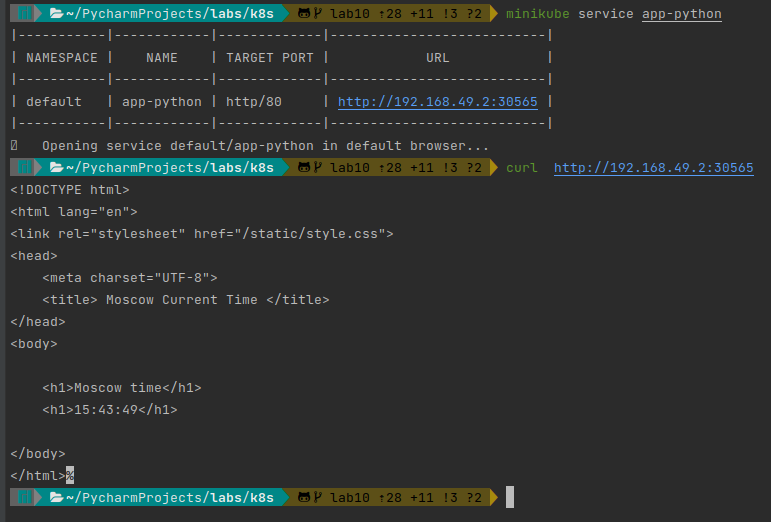 ~/PycharmProjects/labs/k8s lab10 ↑28 +11 !3 ?2 minikube service app-python
|-----------|------------|-------------|---------------------------|
| NAMESPACE | NAME | TARGET PORT | URL |
|-----------|------------|-------------|---------------------------|
| default | app-python | http/80 | http://192.168.49.2:30565 |
|-----------|------------|-------------|---------------------------|
Opening service default/app-python in default browser...
~/PycharmProjects/labs/k8s lab10 ↑28 +11 !3 ?2 curl http://192.168.49.2:30565
<!DOCTYPE html>
<html lang="en">
<link rel="stylesheet" href="/static/style.css">
<head>
    <meta charset="UTF-8">
    <title> Moscow Current Time </title>
</head>
<body>
    <h1>Moscow time</h1>
    <h1>15:43:49</h1>
</body>
</html>%
~/PycharmProjects/labs/k8s lab10 ↑28 +11 !3 ?2